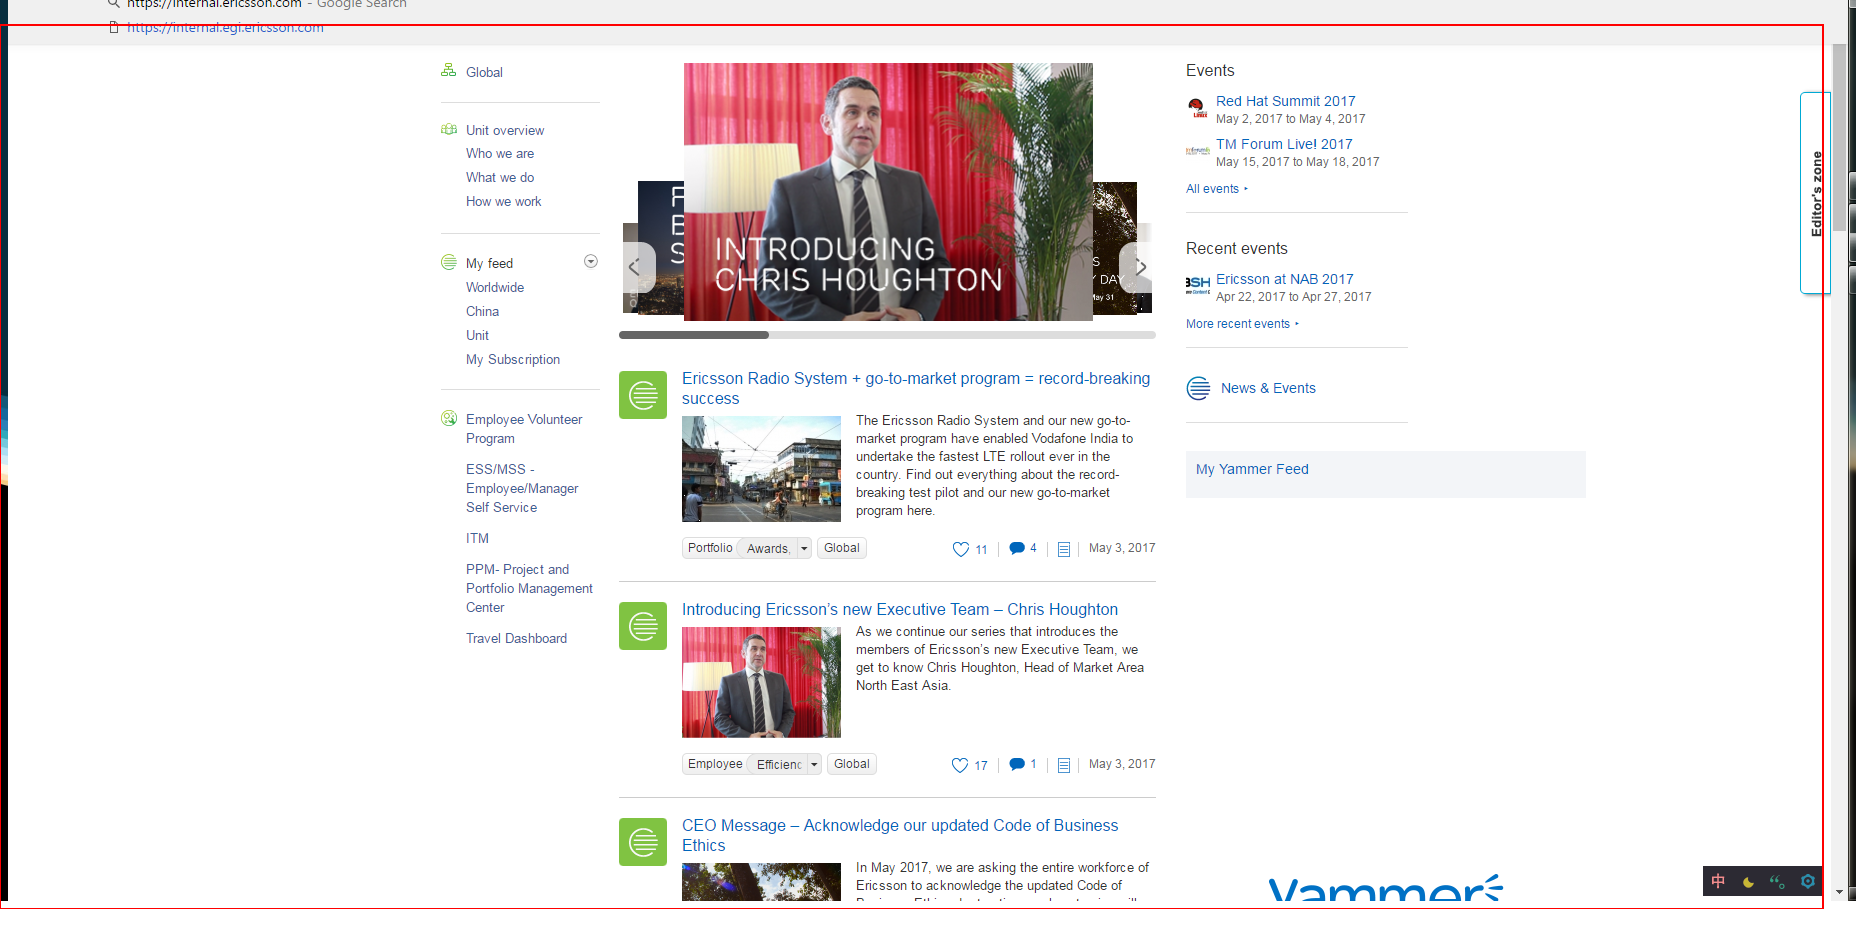 https://internal.ericsson.com - Google Search
https://internal.egi.ericsson.com
Global
Unit overview
Who we are
What we do
How we work
My feed
Worldwide
China
Unit
My Subscription
Employee Volunteer
Program
ESS/MSS -
Employee/Manager
Self Service
ITM
PPM- Project and
Portfolio Management
Center
Travel Dashboard
INTRODUCING
CHRIS HOUGHTON
DAY
May 31
Ericsson Radio System + go-to-market program = record-breaking
success
The Ericsson Radio System and our new go-to-
market program have enabled Vodafone India to
undertake the fastest LTE rollout ever in the
country. Find out everything about the record-
breaking test pilot and our new go-to-market
program here.
Portfolio Awards, Global 11 4 May 3, 2017
Introducing Ericsson’s new Executive Team – Chris Houghton
As we continue our series that introduces the
members of Ericsson’s new Executive Team, we
get to know Chris Houghton, Head of Market Area
North East Asia.
Employee Efficienc Global 17 1 May 3, 2017
CEO Message – Acknowledge our updated Code of Business
Ethics
In May 2017, we are asking the entire workforce of
Ericsson to acknowledge the updated Code of
Events
Red Hat Summit 2017
May 2, 2017 to May 4, 2017
TM Forum Live! 2017
May 15, 2017 to May 18, 2017
All events
Recent events
BSH
Ericsson at NAB 2017
Apr 22, 2017 to Apr 27, 2017
More recent events
News & Events
My Yammer Feed
Yammer
Editor's zone
中